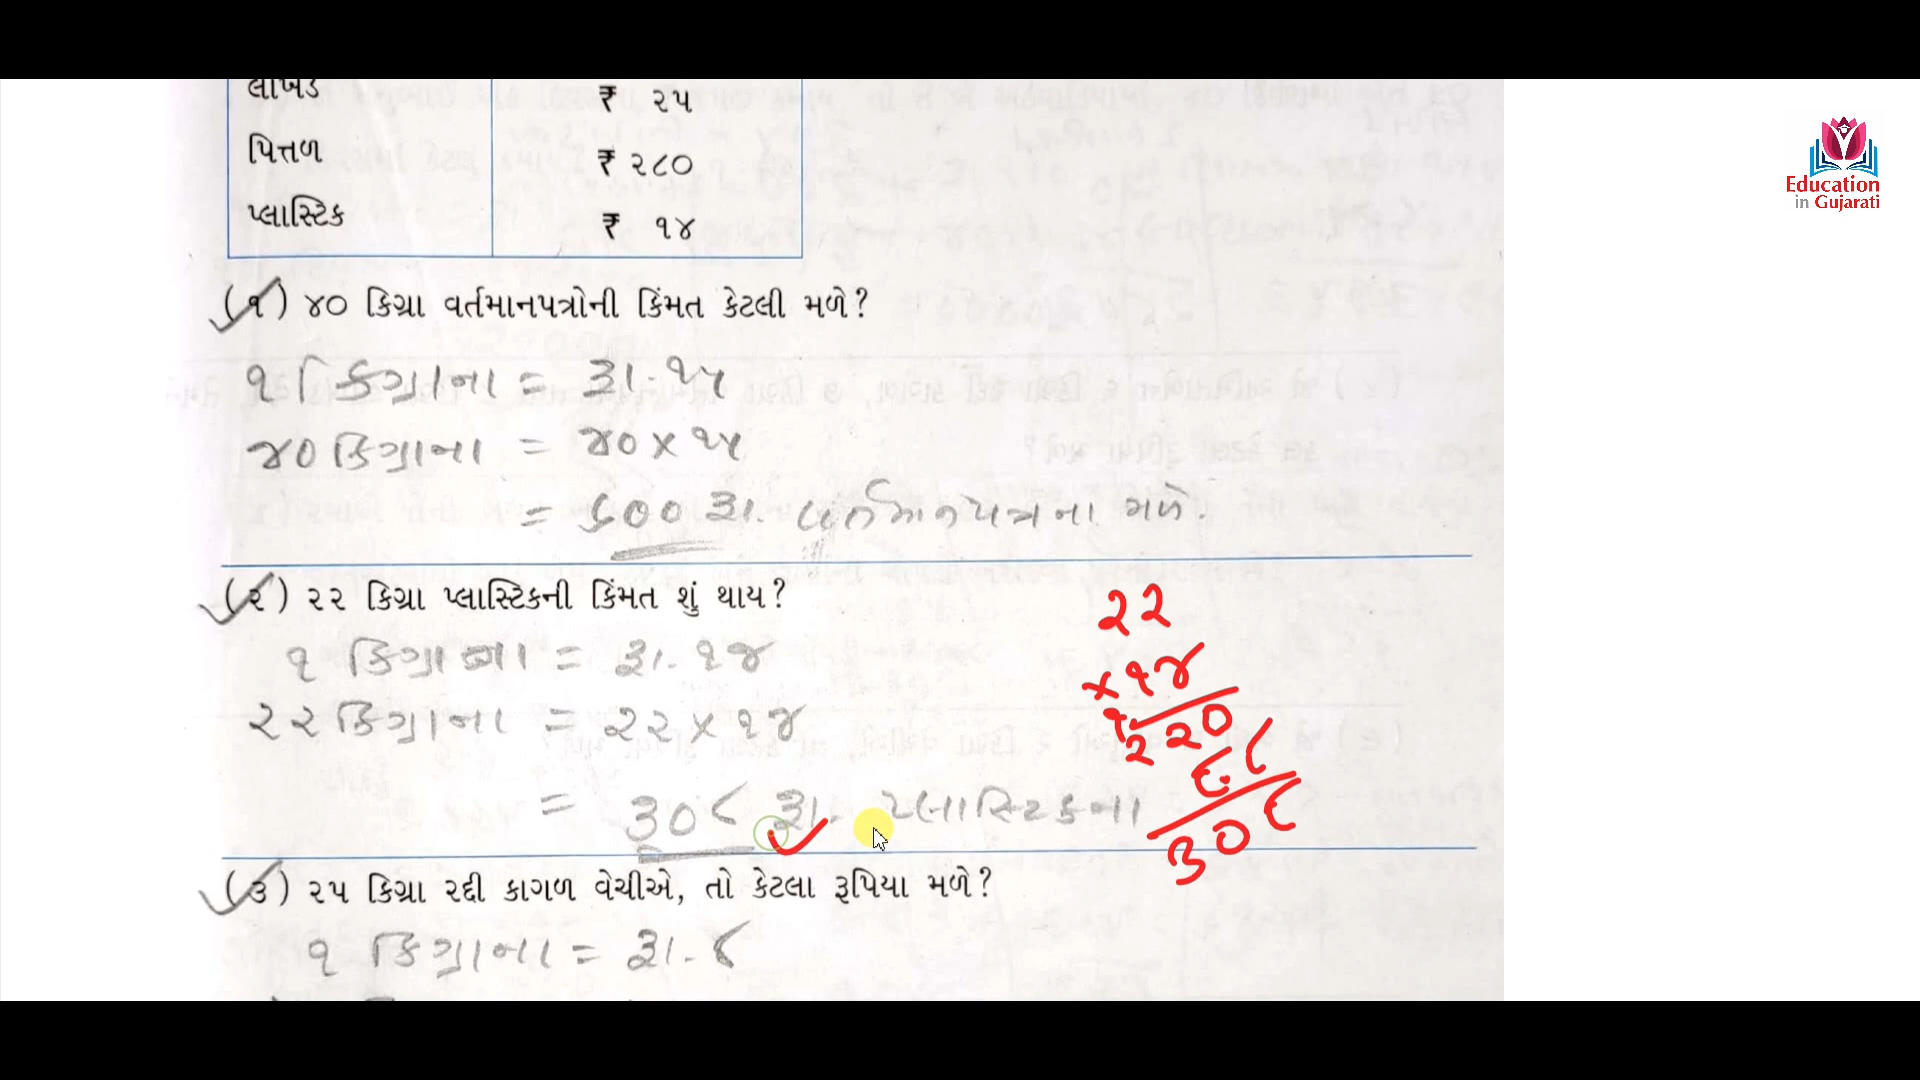 લોખંડ ₹ ૨૫
પિત્તળ ₹ ૨૮૦
પ્લાસ્ટિક ₹ ૧૪
Education
in Gujarati
(૧) ૪૦ કિગ્રા વર્તમાનપત્રોની કિંમત કેટલી મળે?
૧ કિગ્રાના = રૂા. ૧૫
૪૦ કિગ્રાના = ૪૦ × ૧૫
= ૬૦૦ રૂા. વર્તમાનપત્રના મળે.
(૨) ૨૨ કિગ્રા પ્લાસ્ટિકની કિંમત શું થાય?
૧ કિગ્રાના = રૂા. ૧૪
૨૨ કિગ્રાના = ૨૨ × ૧૪
= ૩૦૮ રૂા. પ્લાસ્ટિકના
૨૨
× ૧૪
૧
૨૨૦
૮૮
૩૦૮
(૩) ૨૫ કિગ્રા રદ્દી કાગળ વેચીએ, તો કેટલા રૂપિયા મળે?
૧ કિગ્રાના = રૂા. ૮